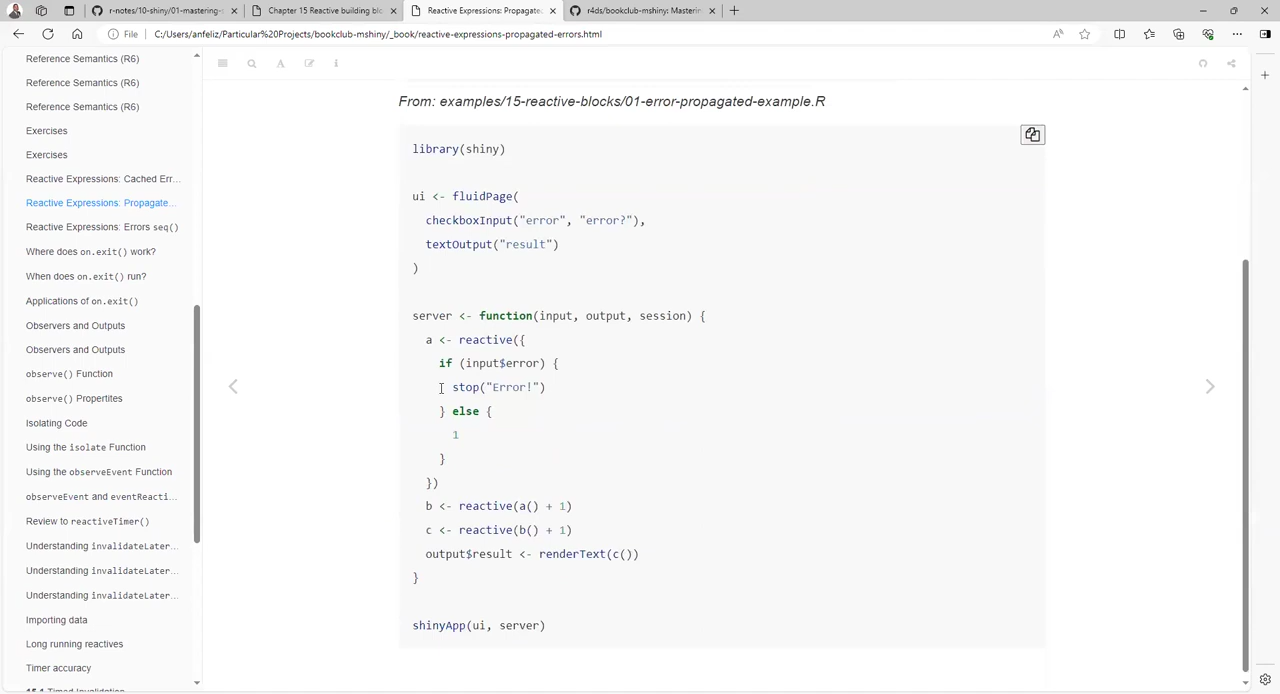 r-notes/10-shiny/01-mastering-s
Chapter 15 Reactive building blo
Reactive Expressions: Propagate
r4ds/bookclub-mshiny: Masterin
File
C:/Users/anfeliz/Particular%20Projects/bookclub-mshiny/_book/reactive-expressions-propagated-errors.html
Reference Semantics (R6)
Reference Semantics (R6)
Reference Semantics (R6)
Exercises
Exercises
Reactive Expressions: Cached Err...
Reactive Expressions: Propagate...
Reactive Expressions: Errors seq()
Where does on.exit() work?
When does on.exit() run?
Applications of on.exit()
Observers and Outputs
Observers and Outputs
observe() Function
observe() Propertites
Isolating Code
Using the isolate Function
Using the observeEvent Function
observeEvent and eventReacti...
Review to reactiveTimer()
Understanding invalidateLater...
Understanding invalidateLater...
Understanding invalidateLater...
Importing data
Long running reactives
Timer accuracy
15.1 Timed Invalidation
From: examples/15-reactive-blocks/01-error-propagated-example.R
library(shiny)
ui <- fluidPage(
checkboxInput("error", "error?"),
textOutput("result")
)
server <- function(input, output, session) {
a <- reactive({
if (input$error) {
stop("Error!")
} else {
1
}
})
b <- reactive(a() + 1)
c <- reactive(b() + 1)
output$result <- renderText(c())
}
shinyApp(ui, server)